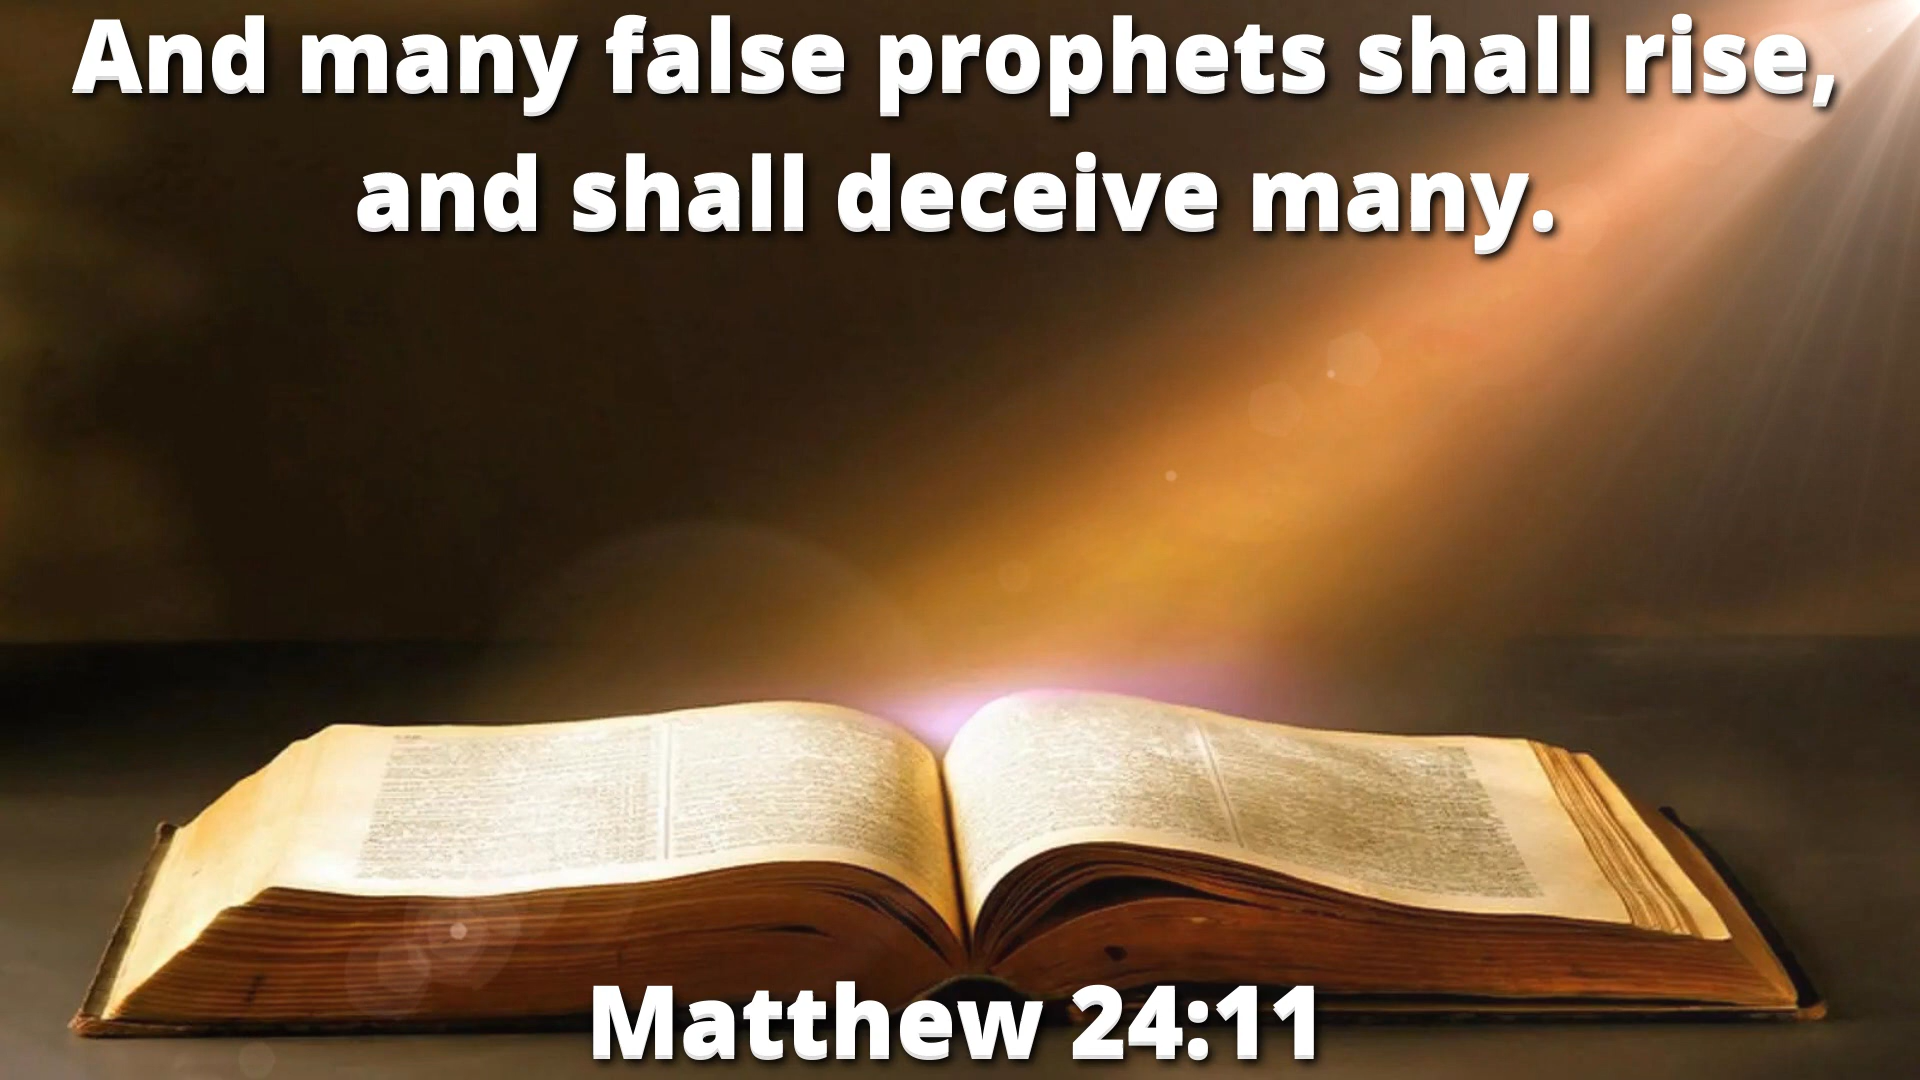 And many false prophets shall rise,
and shall deceive many.
Matthew 24:11